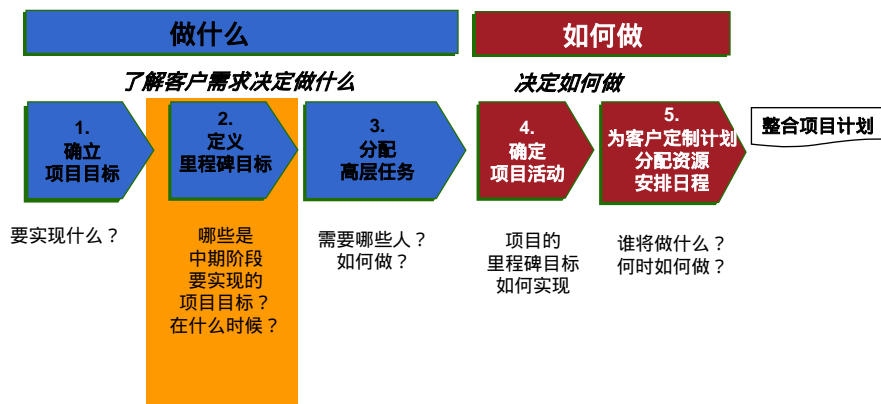 做什么
如何做
了解客户需求决定做什么
决定如何做
1.
确立
项目目标
2.
定义
里程碑目标
3.
分配
高层任务
4.
确定
项目活动
5.
为客户定制计划
分配资源
安排日程
整合项目计划
要实现什么？
哪些是
中期阶段
要实现的
项目目标？
在什么时候？
需要哪些人？
如何做？
项目的
里程碑目标
如何实现
谁将做什么？
何时如何做？